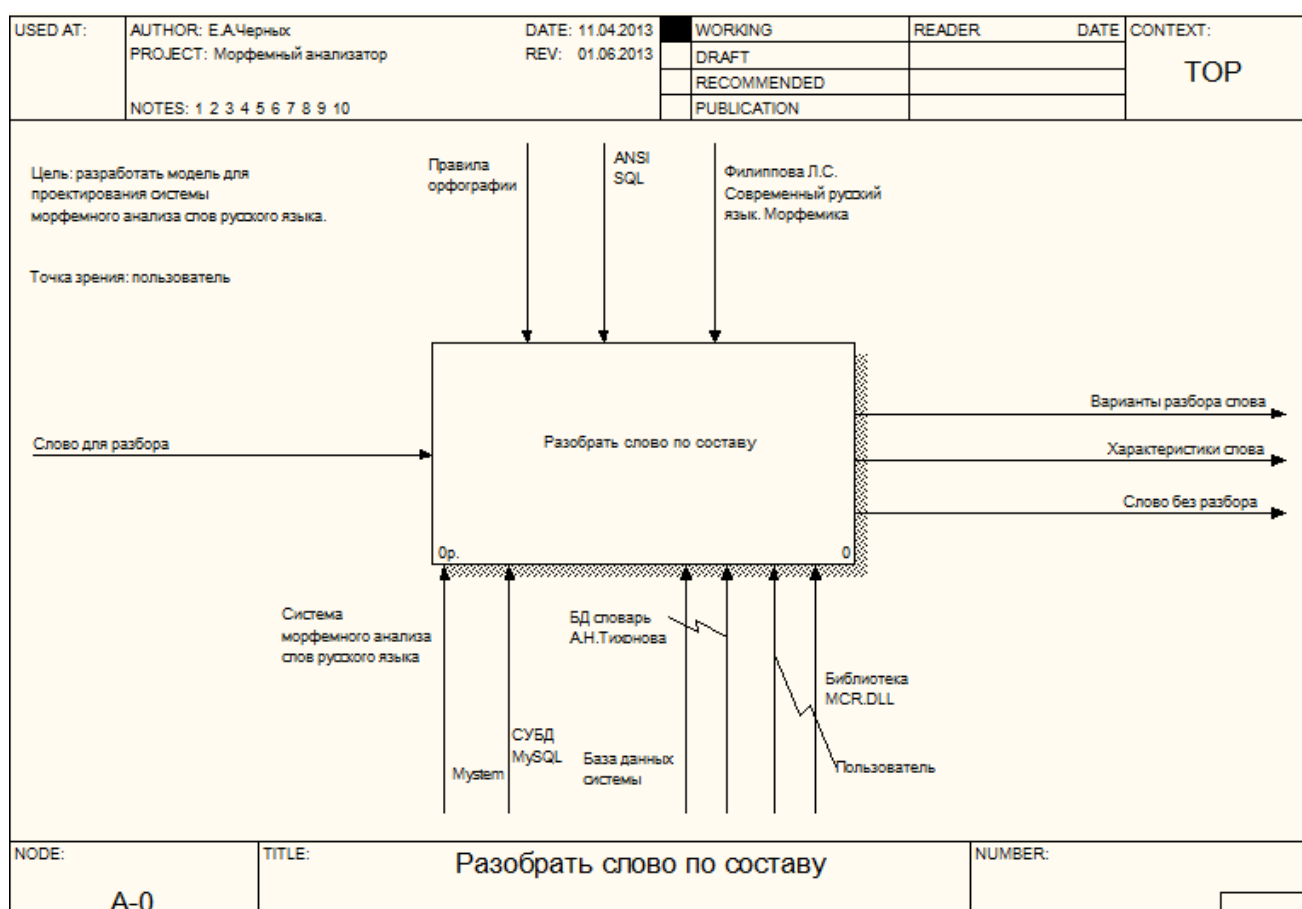 USED AT:
AUTHOR: Е.А.Черных
DATE: 11.04.2013
PROJECT: Морфемный анализатор
REV: 01.06.2013
NOTES: 1 2 3 4 5 6 7 8 9 10
WORKING
DRAFT
RECOMMENDED
PUBLICATION
READER
DATE
CONTEXT:
TOP
Цель: разработать модель для
проектирования системы
морфемного анализа слов русского языка.
Точка зрения: пользователь
Правила
орфографии
ANSI
SQL
Филиппова Л.С.
Современный русский
язык. Морфемика
Слово для разбора
Разобрать слово по составу
0р.
0
Варианты разбора слова
Характеристики слова
Слово без разбора
Система
морфемного анализа
слов русского языка
Mystem
СУБД
MySQL
БД словарь
А.Н.Тихонова
База данных
системы
Библиотека
MCR.DLL
Пользователь
NODE:
A-0
TITLE:
Разобрать слово по составу
NUMBER: